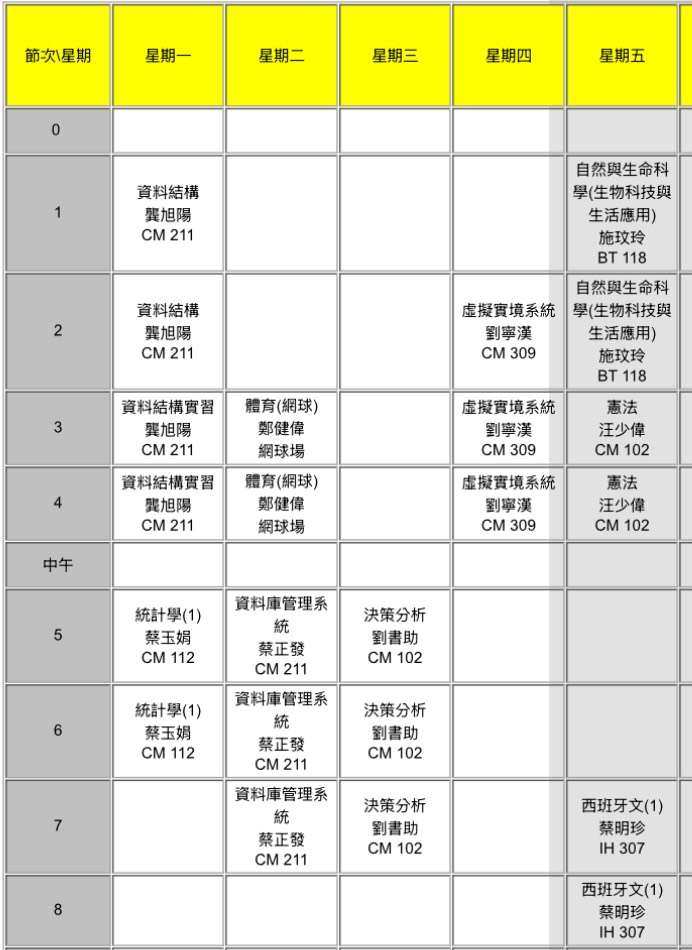 節次\星期 星期一 星期二 星期三 星期四 星期五
0
1
資料結構
龔旭陽
CM 211
自然與生命科
學(生物科技與
生活應用)
施玟玲
BT 118
2
資料結構
龔旭陽
CM 211
虛擬實境系統
劉寧漢
CM 309
自然與生命科
學(生物科技與
生活應用)
施玟玲
BT 118
3
資料結構實習
龔旭陽
CM 211
體育(網球)
鄭健偉
網球場
虛擬實境系統
劉寧漢
CM 309
憲法
汪少偉
CM 102
4
資料結構實習
龔旭陽
CM 211
體育(網球)
鄭健偉
網球場
虛擬實境系統
劉寧漢
CM 309
憲法
汪少偉
CM 102
中午
5
統計學(1)
蔡玉娟
CM 112
資料庫管理系
統
蔡正發
CM 211
決策分析
劉書助
CM 102
6
統計學(1)
蔡玉娟
CM 112
資料庫管理系
統
蔡正發
CM 211
決策分析
劉書助
CM 102
7
資料庫管理系
統
蔡正發
CM 211
決策分析
劉書助
CM 102
西班牙文(1)
蔡明珍
IH 307
8
西班牙文(1)
蔡明珍
IH 307